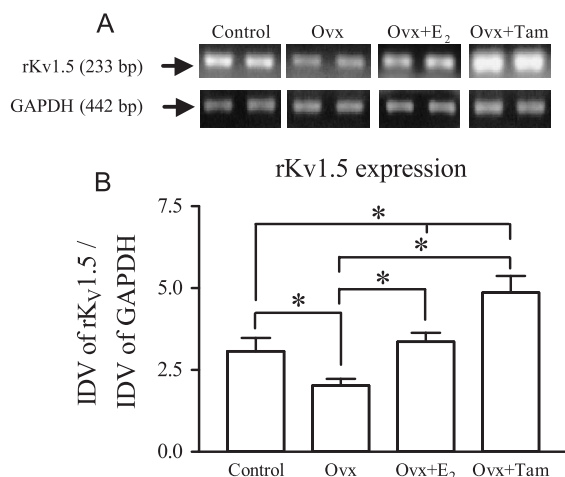 A
Control Ovx Ovx+E₂ Ovx+Tam
rKv1.5 (233 bp)
GAPDH (442 bp)
B
rKv1.5 expression
IDV of rKV1.5 /
IDV of GAPDH
7.5
5.0
2.5
0.0
*
*
*
*
Control Ovx Ovx+E₂ Ovx+Tam